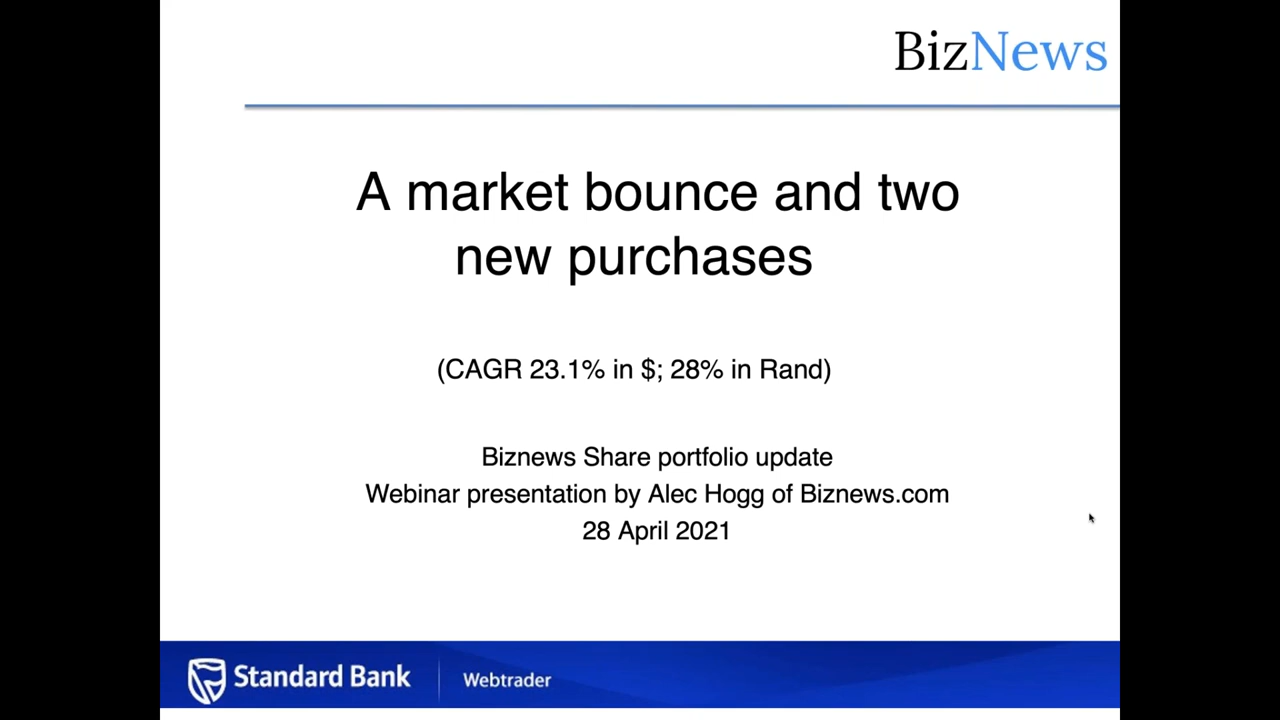 BizNews
A market bounce and two
new purchases
(CAGR 23.1% in $; 28% in Rand)
Biznews Share portfolio update
Webinar presentation by Alec Hogg of Biznews.com
28 April 2021
Standard Bank
Webtrader